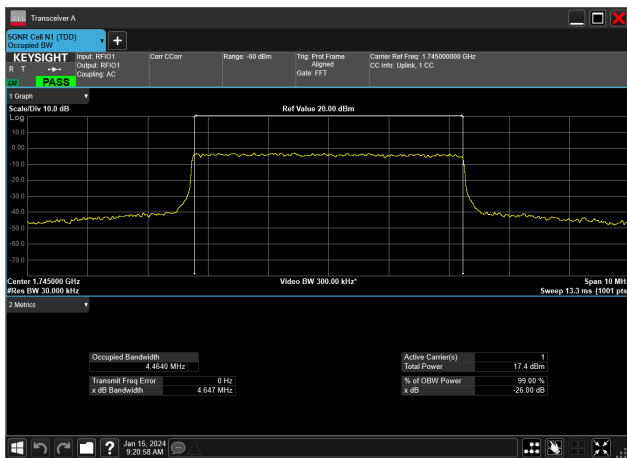 Transceiver A
5GNR Cell N1 (TDD)
Occupied BW
KEYSIGHT
R T
LV PASS
Input: RFIO1
Output: RFIO1
Coupling: AC
Corr CCorr
Range: -60 dBm
Trig: Prot Frame
Aligned
Gate: FFT
Carrier Ref Freq: 1.745000000 GHz
CC Info: Uplink, 1 CC
1 Graph
Scale/Div 10.0 dB
Ref Value 20.00 dBm
Log
10.0
0.00
-10.0
-20.0
-30.0
-40.0
-50.0
-60.0
-70.0
Center 1.745000 GHz
#Res BW 30.000 kHz
Video BW 300.00 kHz*
Span 10 MHz
Sweep 13.3 ms (1001 pts
2 Metrics
Occupied Bandwidth
4.4640 MHz
Transmit Freq Error 0 Hz
x dB Bandwidth 4.647 MHz
Active Carrier(s) 1
Total Power 17.4 dBm
% of OBW Power 99.00 %
x dB -26.00 dB
Jan 15, 2024
9:20:58 AM